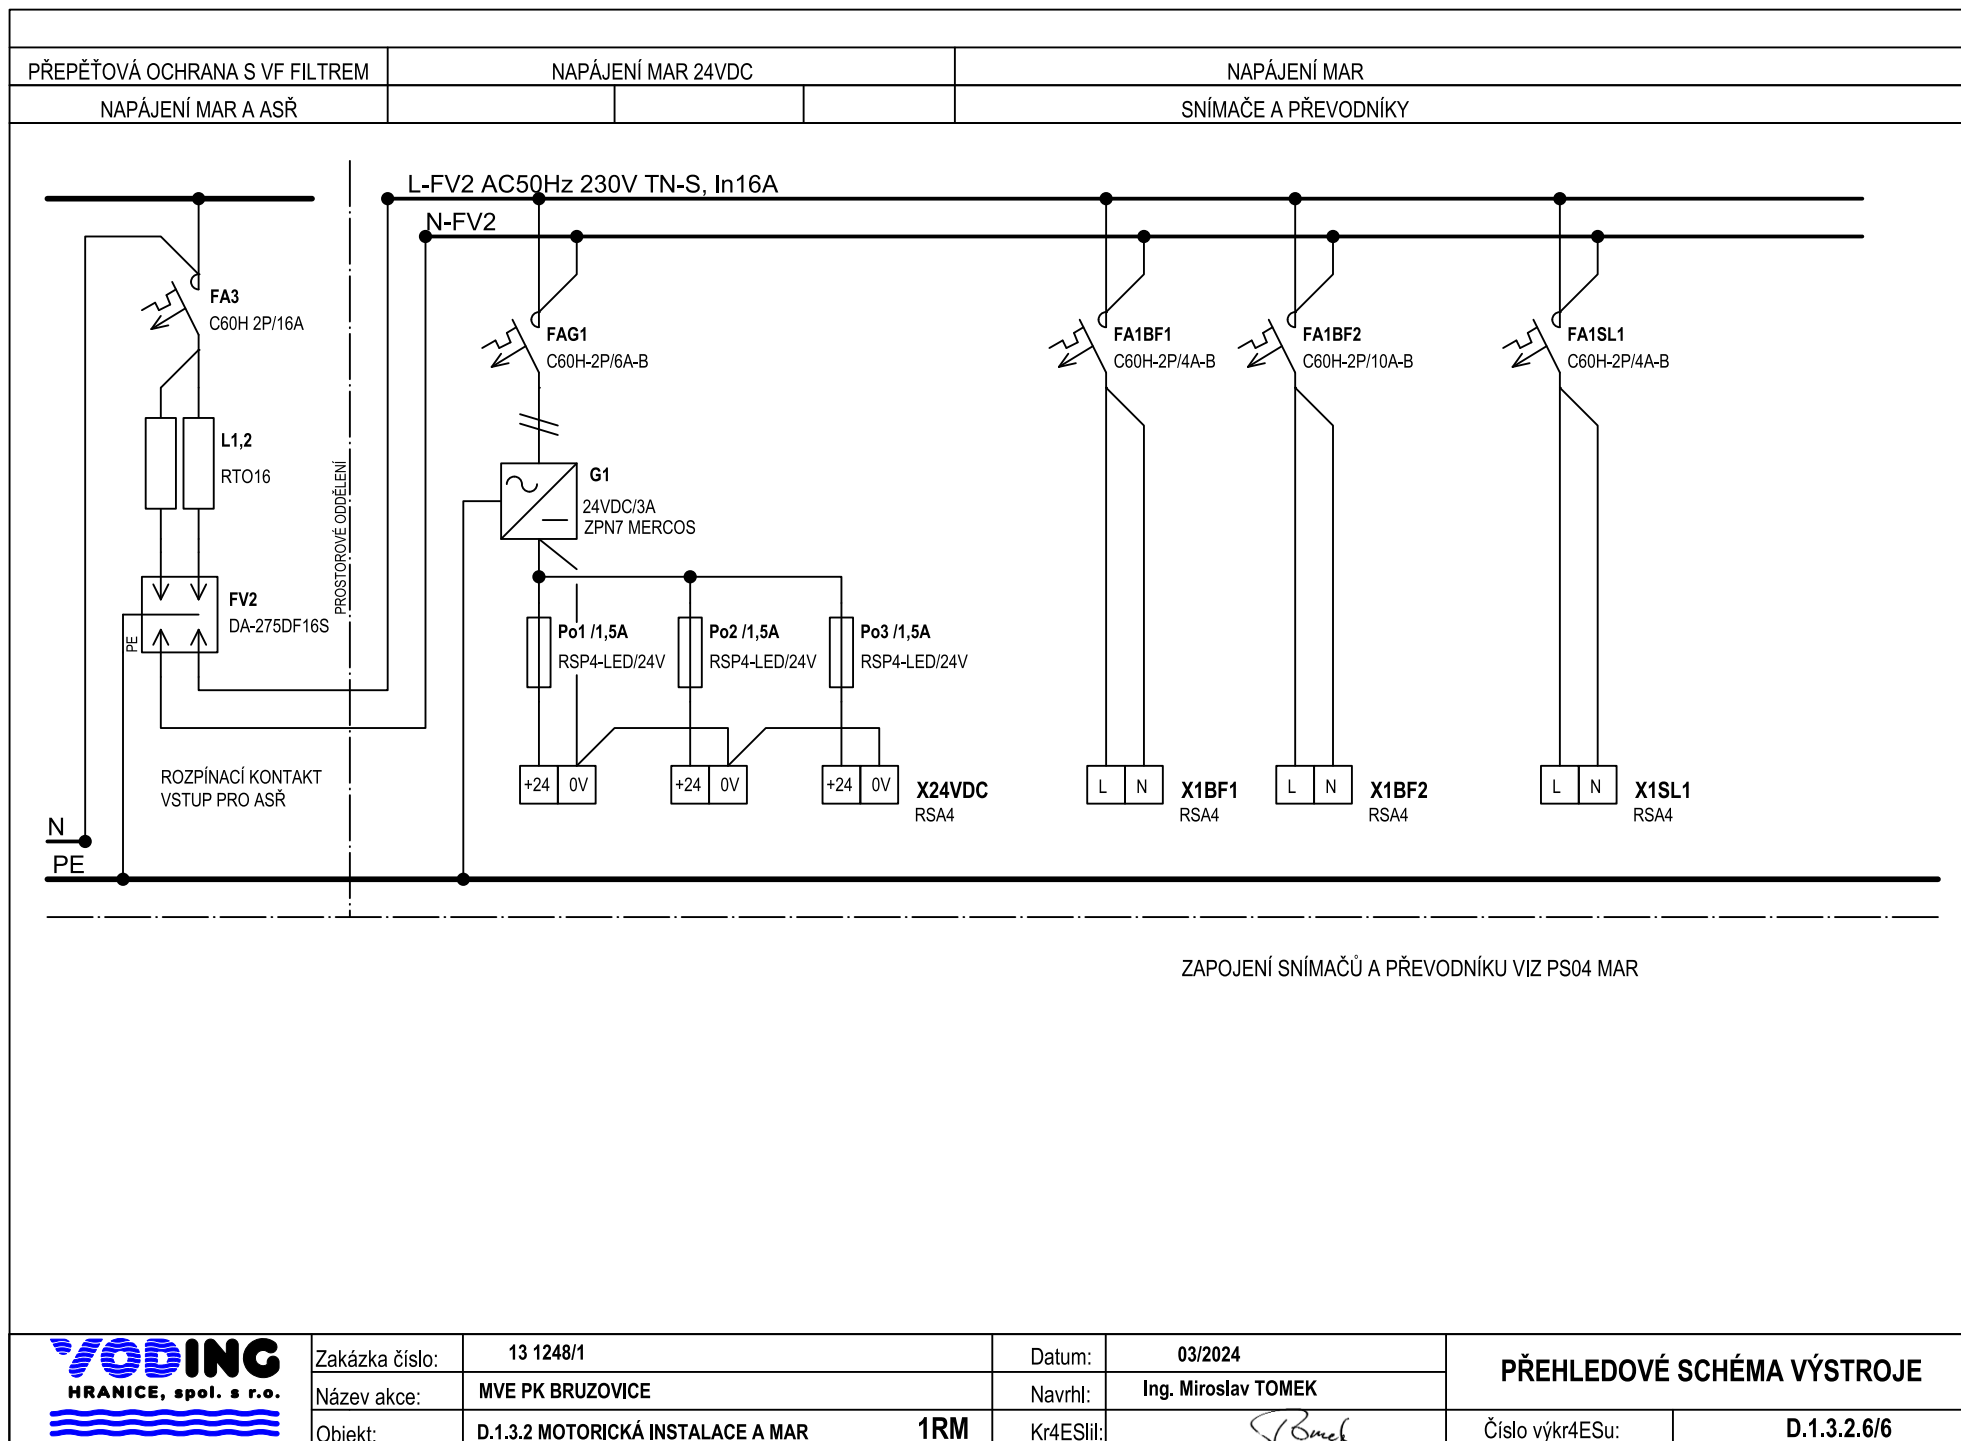 PŘEPĚŤOVÁ OCHRANA S VF FILTREM
NAPÁJENÍ MAR 24VDC
NAPÁJENÍ MAR
NAPÁJENÍ MAR A ASŘ
SNÍMAČE A PŘEVODNÍKY
L-FV2 AC50Hz 230V TN-S, In16A
N-FV2
FA3
C60H 2P/16A
FAG1
C60H-2P/6A-B
FA1BF1
C60H-2P/4A-B
FA1BF2
C60H-2P/10A-B
FA1SL1
C60H-2P/4A-B
L1,2
RTO16
PROSTOROVÉ ODDĚLENÍ
G1
24VDC/3A
ZPN7 MERCOS
FV2
DA-275DF16S
PE
Po1 /1,5A
RSP4-LED/24V
Po2 /1,5A
RSP4-LED/24V
Po3 /1,5A
RSP4-LED/24V
ROZPÍNACÍ KONTAKT
VSTUP PRO ASŘ
+24 0V
+24 0V
+24 0V
X24VDC
RSA4
L N
X1BF1
RSA4
L N
X1BF2
RSA4
L N
X1SL1
RSA4
N
PE
ZAPOJENÍ SNÍMAČŮ A PŘEVODNÍKU VIZ PS04 MAR
VODING
HRANICE, spol. s r.o.
Zakázka číslo: 13 1248/1
Název akce: MVE PK BRUZOVICE
Objekt: D.1.3.2 MOTORICKÁ INSTALACE A MAR 1RM
Datum: 03/2024
Navrhl: Ing. Miroslav TOMEK
Kr4ESlil:
PŘEHLEDOVÉ SCHÉMA VÝSTROJE
Číslo výkr4ESu: D.1.3.2.6/6